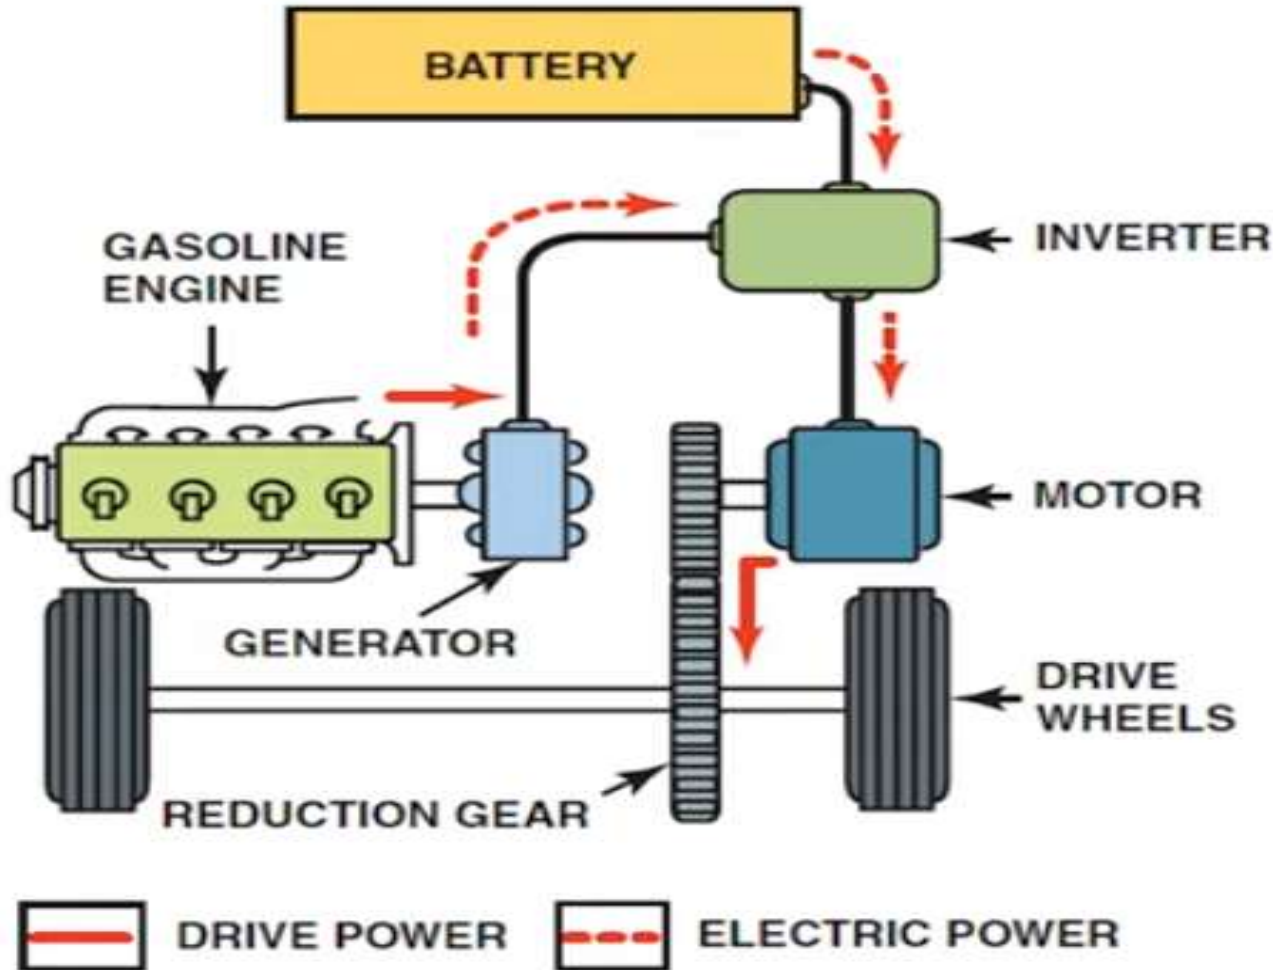 BATTERY
GASOLINE
ENGINE
INVERTER
MOTOR
GENERATOR
DRIVE
WHEELS
REDUCTION GEAR
DRIVE POWER
ELECTRIC POWER